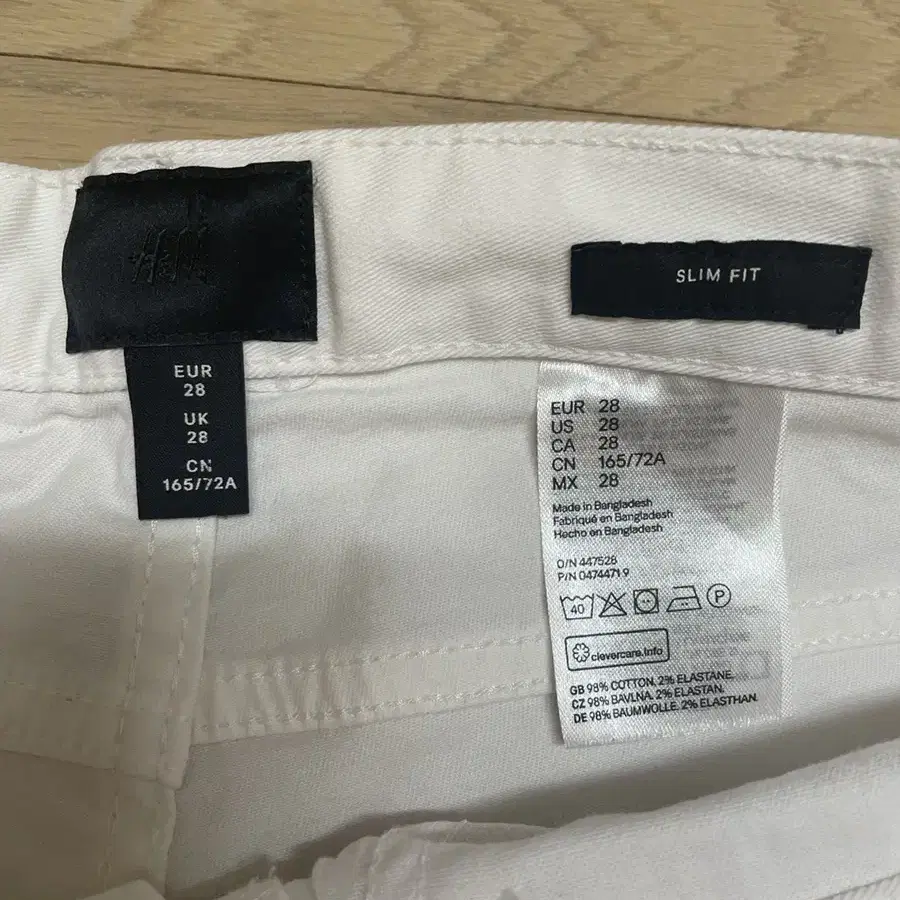 H&M
EUR
28
UK
28
CN
165/72A
SLIM FIT
EUR 28
US 28
CA 28
CN 165/72A
MX 28
Made in Bangladesh
Fabriqué en Bangladesh
Hecho en Bangladesh
O/N 447528
P/N 0474471 9
40
P
clevercare.info
GB 98% COTTON. 2% ELASTANE.
CZ 98% BAVLNA. 2% ELASTAN.
DE 98% BAUMWOLLE. 2% ELASTHAN.